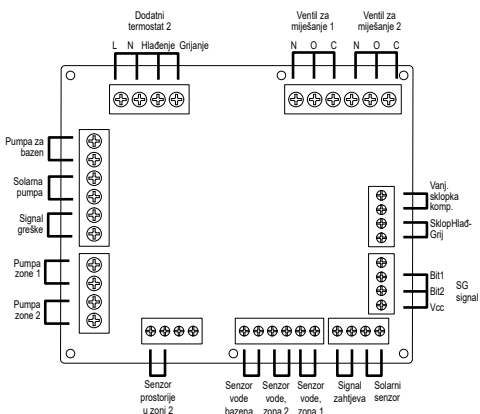 Dodatni
termostat 2
L N Hlađenje Grijanje
Ventil za
miješanje 1
N O C
Ventil za
miješanje 2
N O C
Pumpa za
bazen
Solarna
pumpa
Signal
greške
Pumpa
zone 1
Pumpa
zone 2
Vanj.
sklopka
komp.
SklopHlađ-
Grij
Bit1
Bit2
Vcc
SG
signal
Senzor
prostorije
u zoni 2
Senzor
vode
bazena
Senzor
vode,
zona 2
Senzor
vode,
zona 1
Signal
zahtjeva
Solarni
senzor